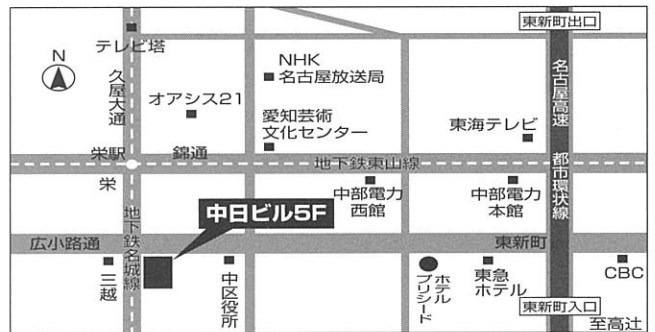 東新町出口
テレビ塔
N
NHK
名古屋放送局
久屋大通
オアシス21
愛知芸術
文化センター
東海テレビ
名古屋高速
都市環状線
栄駅
錦通
地下鉄東山線
栄
中部電力
西館
中部電力
本館
地下鉄名城線
中日ビル5F
広小路通
東新町
三越
中区役所
ホテル
プリシード
東急
ホテル
CBC
東新町入口
至高辻